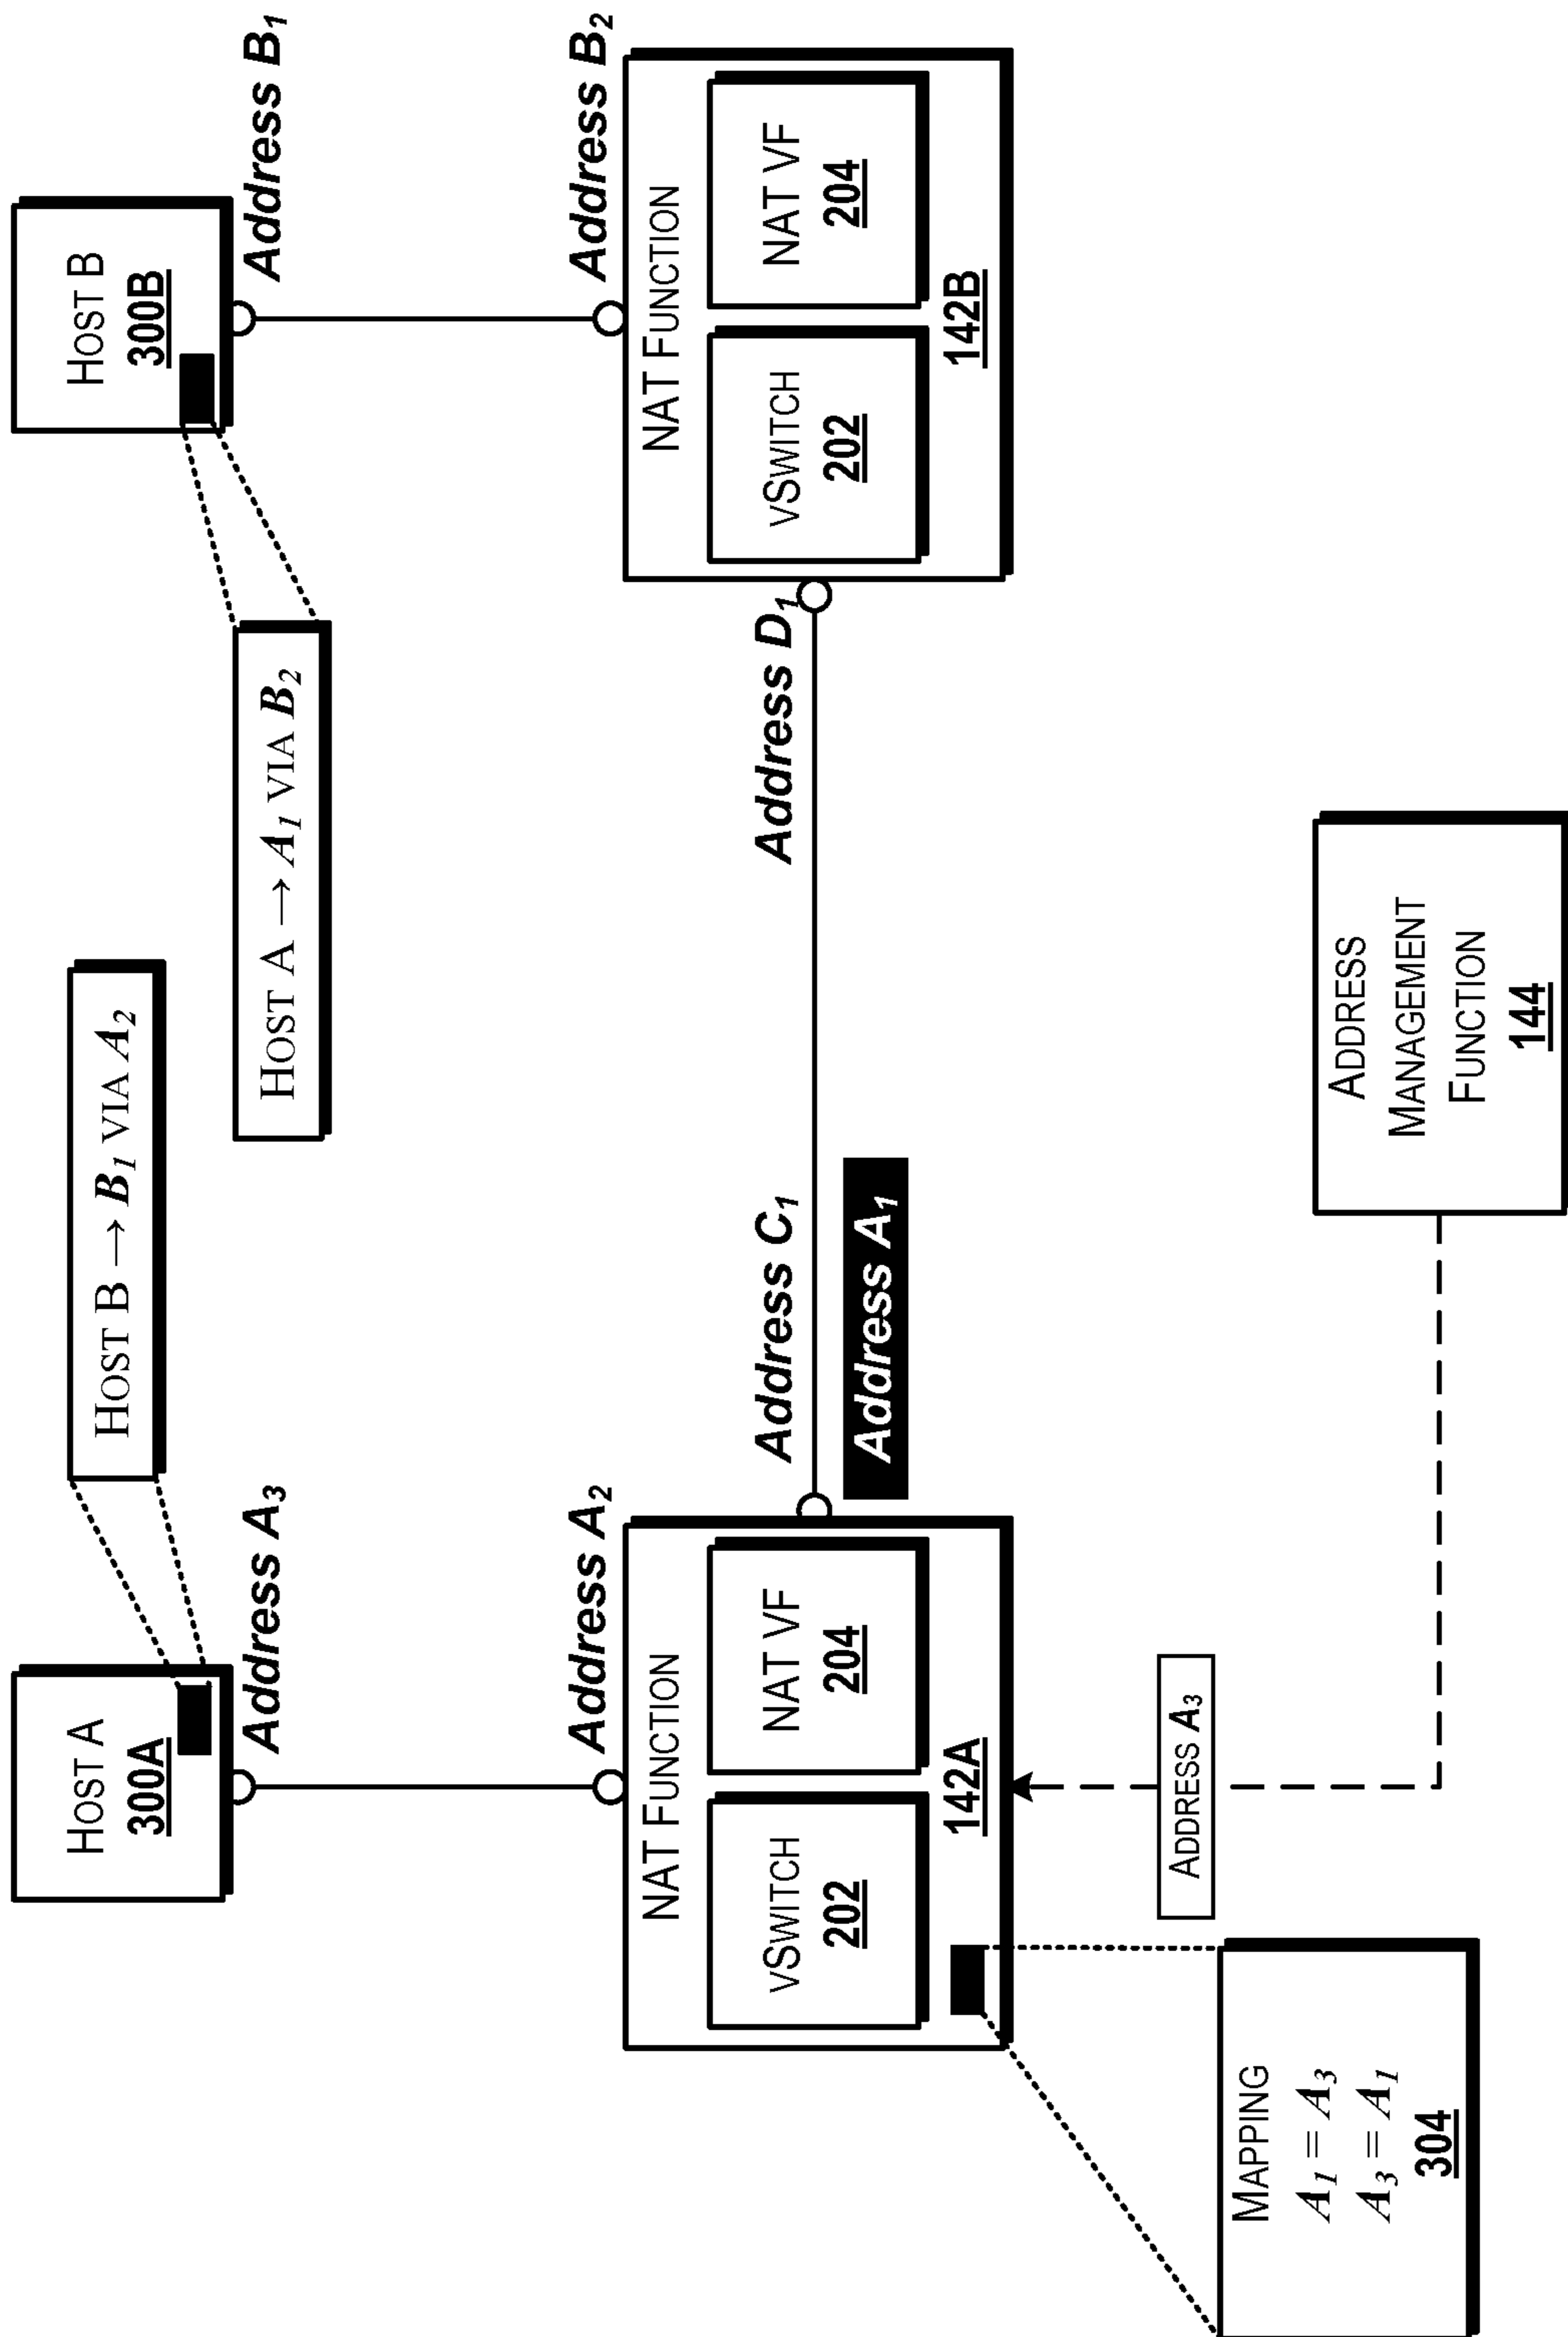 HOST A
300A
HOST B → B₁ VIA A₂
HOST B
300B
Address A₃
HOST A → A₁ VIA B₂
Address B₁
Address A₂
Address B₂
NAT FUNCTION
VSWITCH
202
NAT VF
204
142A
Address C₁
Address A₁
Address D₁
NAT FUNCTION
VSWITCH
202
NAT VF
204
142B
ADDRESS A₃
MAPPING
A₁ = A₃
A₃ = A₁
304
ADDRESS
MANAGEMENT
FUNCTION
144